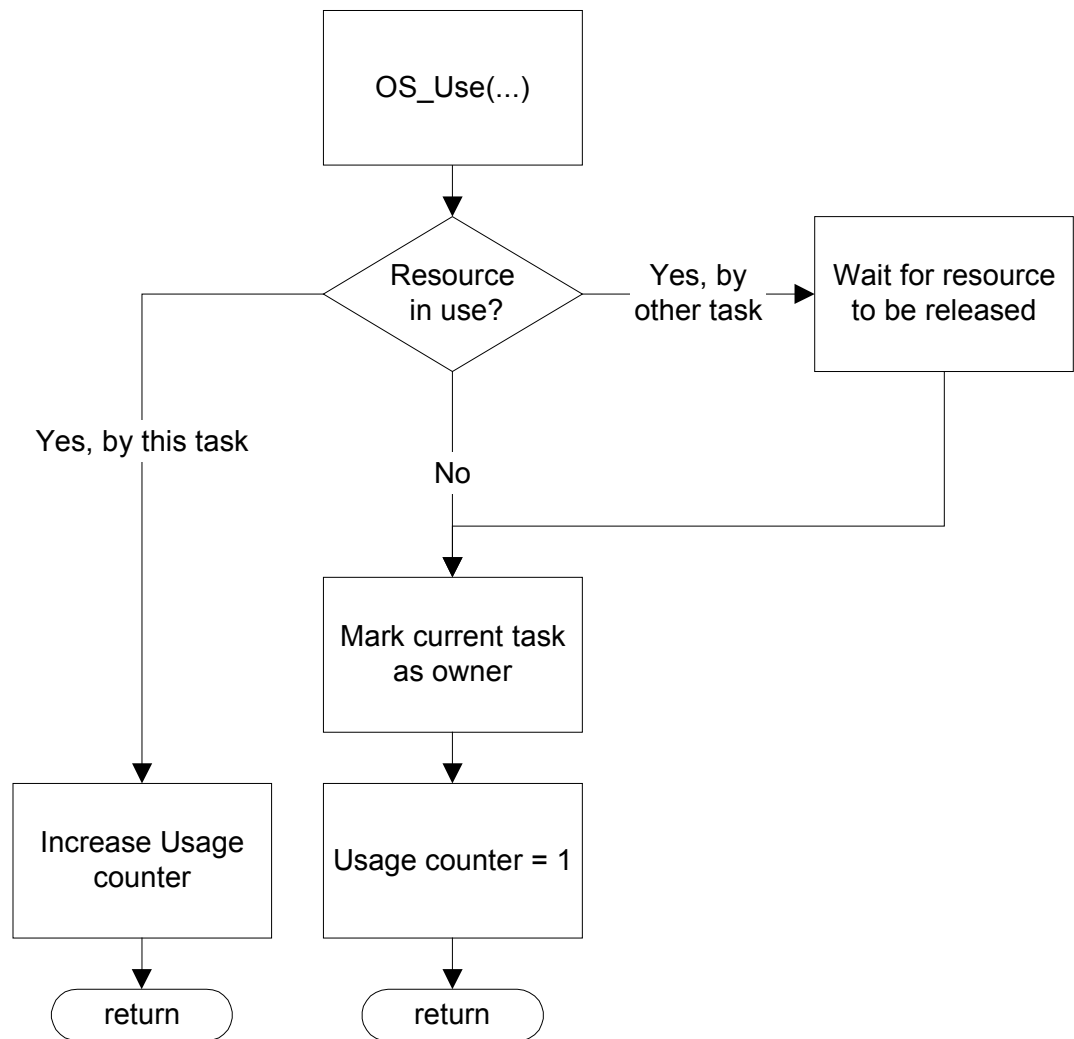 OS_Use(...)
Resource
in use?
Yes, by
other task
Wait for resource
to be released
Yes, by this task
No
Mark current task
as owner
Increase Usage
counter
Usage counter = 1
return
return